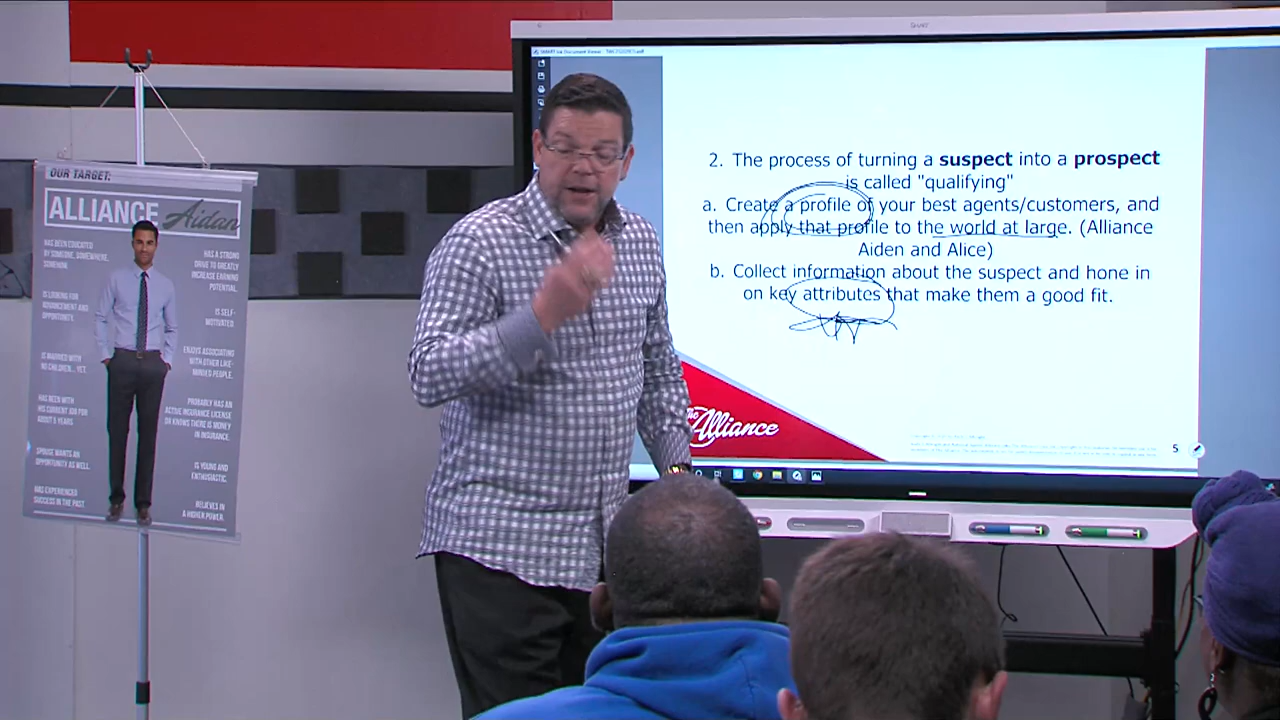 OUR TARGET:
ALLIANCE Aidan
HAS BEEN EDUCATED
BY SOMEONE, SOMEWHERE,
SOMEHOW
IS LOOKING FOR
ADVANCEMENT AND
OPPORTUNITY.
IS MARRIED WITH
NO CHILDREN... YET.
HAS BEEN WITH
HIS CURRENT JOB FOR
ABOUT 5 YEARS
SPOUSE WANTS AN
OPPORTUNITY AS WELL.
HAS EXPERIENCED
SUCCESS IN THE PAST
HAS A STRONG
DRIVE TO GREATLY
INCREASE EARNING
POTENTIAL.
IS SELF-
MOTIVATED.
ENJOYS ASSOCIATING
WITH OTHER LIKE-
MINDED PEOPLE.
PROBABLY HAS AN
ACTIVE INSURANCE LICENSE
OR KNOWS THERE IS MONEY
IN INSURANCE.
IS YOUNG AND
ENTHUSIASTIC.
BELIEVES IN
A HIGHER POWER.
SMART
2. The process of turning a suspect into a prospect
is called "qualifying"
a. Create a profile of your best agents/customers, and
then apply that profile to the world at large. (Alliance
Aiden and Alice)
b. Collect information about the suspect and hone in
on key attributes that make them a good fit.
The Alliance
5